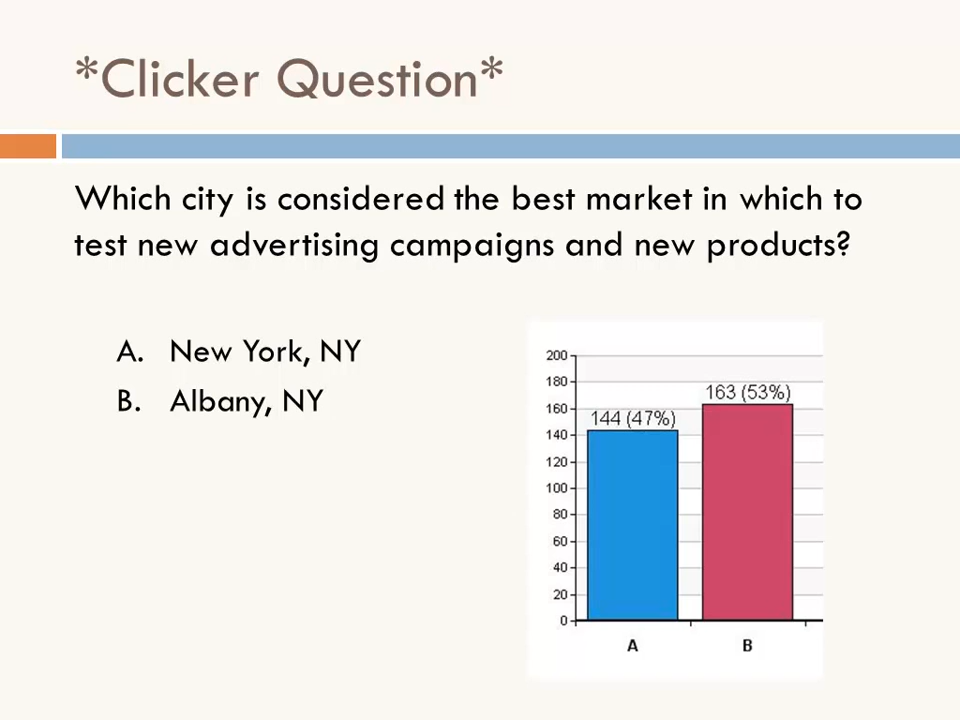 *Clicker Question*
Which city is considered the best market in which to
test new advertising campaigns and new products?
A. New York, NY
B. Albany, NY
200
180
160
140
120
100
80
60
40
20
0
144 (47%)
163 (53%)
A
B